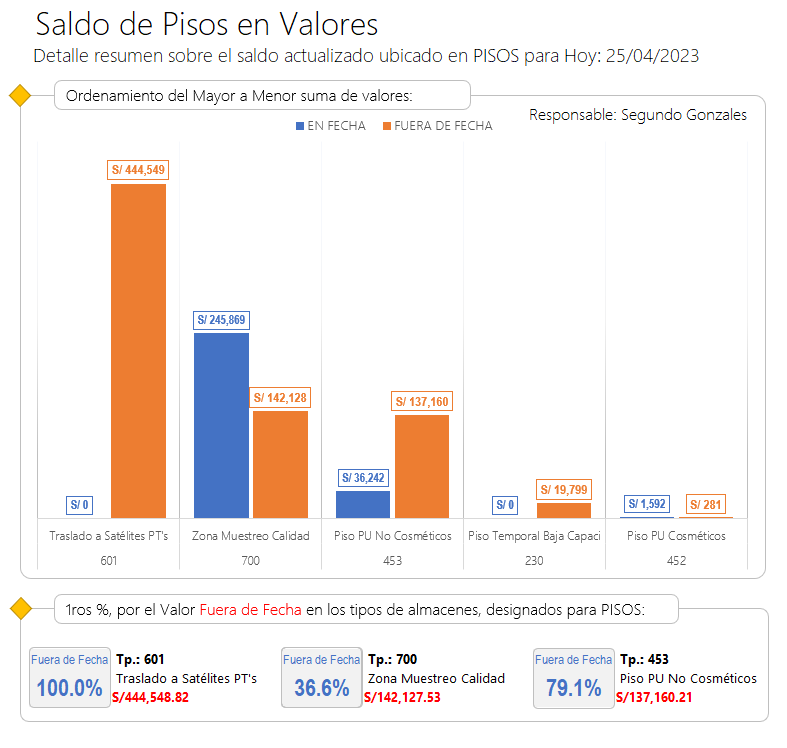 Saldo de Pisos en Valores
Detalle resumen sobre el saldo actualizado ubicado en PISOS para Hoy: 25/04/2023
Ordenamiento del Mayor a Menor suma de valores:
Responsable: Segundo Gonzales
EN FECHA FUERA DE FECHA
S/ 444,549
S/ 245,869
S/ 142,128
S/ 137,160
S/ 36,242
S/ 19,799
S/ 0
S/ 0
S/ 1,592
S/ 281
Traslado a Satélites PT's Zona Muestreo Calidad Piso PU No Cosméticos Piso Temporal Baja Capaci Piso PU Cosméticos
601 700 453 230 452
1ros %, por el Valor Fuera de Fecha en los tipos de almacenes, designados para PISOS:
Fuera de Fecha
100.0%
Tp.: 601
Traslado a Satélites PT's
S/444,548.82
Fuera de Fecha
36.6%
Tp.: 700
Zona Muestreo Calidad
S/142,127.53
Fuera de Fecha
79.1%
Tp.: 453
Piso PU No Cosméticos
S/137,160.21